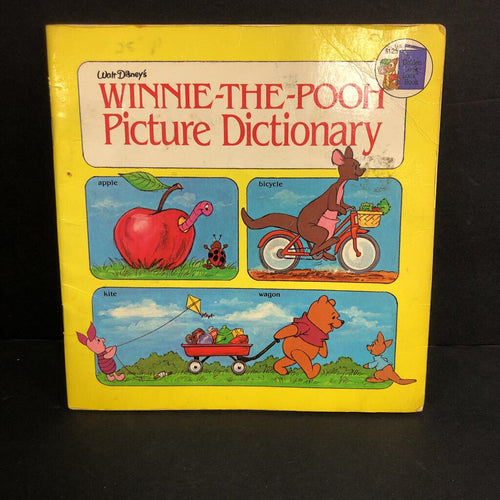 Walt Disney's
WINNIE-THE-POOH
Picture Dictionary
apple
bicycle
kite
wagon